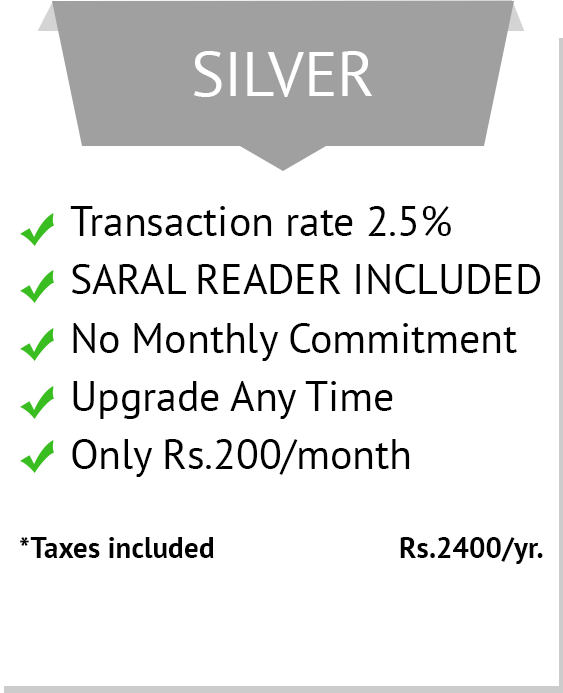 SILVER
Transaction rate 2.5%
SARAL READER INCLUDED
No Monthly Commitment
Upgrade Any Time
Only Rs.200/month
*Taxes included Rs.2400/yr.